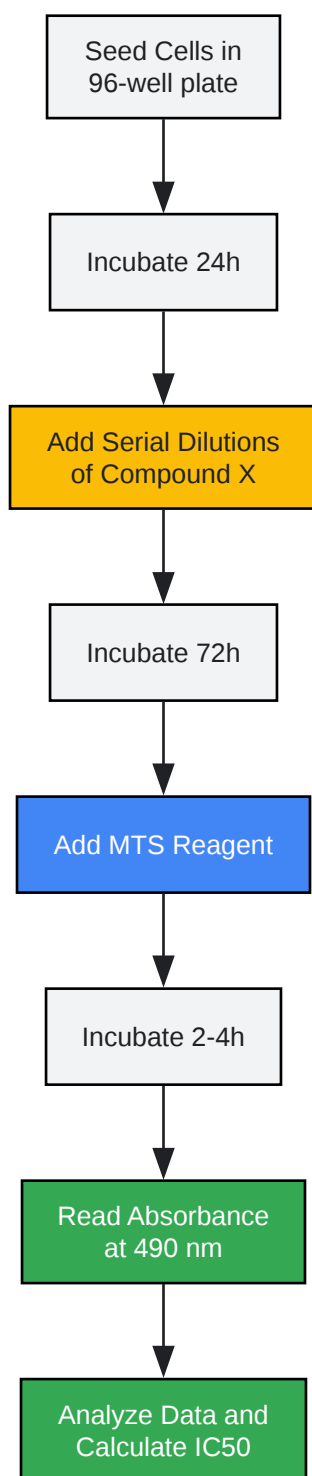 Seed Cells in
96-well plate
Incubate 24h
Add Serial Dilutions
of Compound X
Incubate 72h
Add MTS Reagent
Incubate 2-4h
Read Absorbance
at 490 nm
Analyze Data and
Calculate IC50